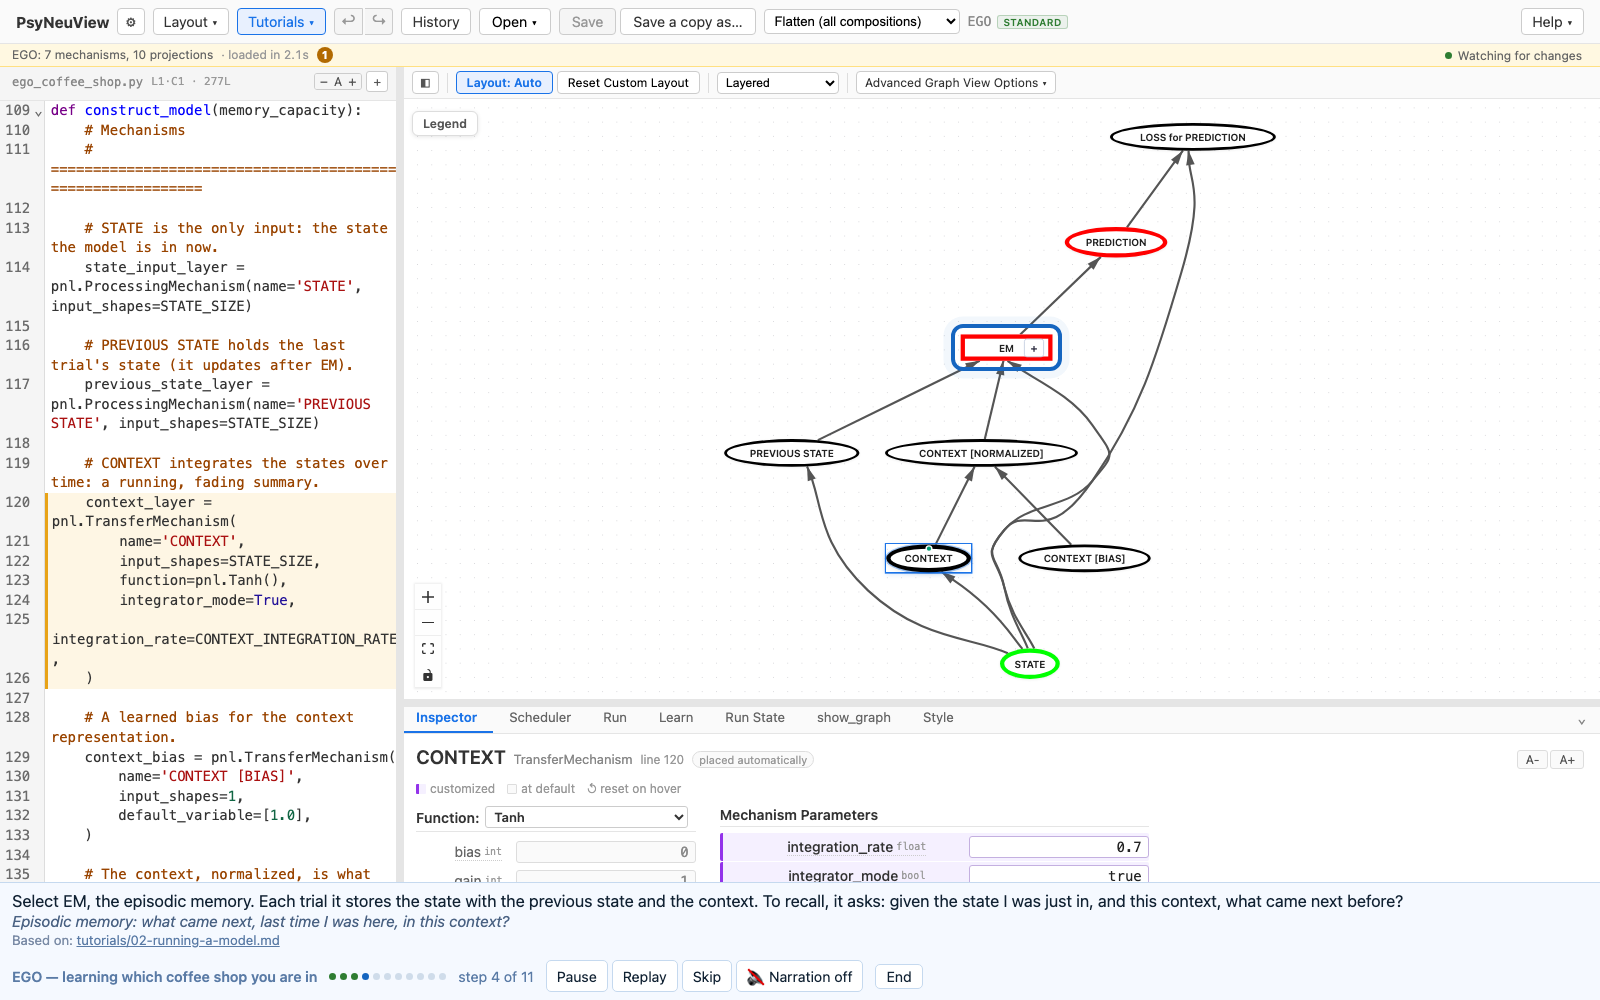 PsyNeuView ⚙ Layout ▾ Tutorials ▾ ↩ ↪ History Open ▾ Save Save a copy as... Flatten (all compositions) EGO STANDARD Help ▾
EGO: 7 mechanisms, 10 projections · loaded in 2.1s 1 Watching for changes
ego_coffee_shop.py L1:C1 · 277L − A + +
Layout: Auto Reset Custom Layout Layered Advanced Graph View Options ▾
109 def construct_model(memory_capacity):
110 # Mechanisms
111 #
===========================================================
112
113 # STATE is the only input: the state
the model is in now.
114 state_input_layer =
pnl.ProcessingMechanism(name='STATE',
input_shapes=STATE_SIZE)
115
116 # PREVIOUS STATE holds the last
trial's state (it updates after EM).
117 previous_state_layer =
pnl.ProcessingMechanism(name='PREVIOUS
STATE', input_shapes=STATE_SIZE)
118
119 # CONTEXT integrates the states over
time: a running, fading summary.
120 context_layer =
pnl.TransferMechanism(
121 name='CONTEXT',
122 input_shapes=STATE_SIZE,
123 function=pnl.Tanh(),
124 integrator_mode=True,
125
integration_rate=CONTEXT_INTEGRATION_RATE
,
126 )
127
128 # A learned bias for the context
representation.
129 context_bias = pnl.TransferMechanism(
130 name='CONTEXT [BIAS]',
131 input_shapes=1,
132 default_variable=[1.0],
133 )
134
135 # The context, normalized, is what
Legend
LOSS for PREDICTION
PREDICTION
EM +
PREVIOUS STATE
CONTEXT [NORMALIZED]
CONTEXT
CONTEXT [BIAS]
STATE
Inspector Scheduler Run Learn Run State show_graph Style
CONTEXT TransferMechanism line 120 placed automatically A- A+
customized at default reset on hover
Function: Tanh
bias int 0
gain int 1
Mechanism Parameters
integration_rate float 0.7
integrator_mode bool true
Select EM, the episodic memory. Each trial it stores the state with the previous state and the context. To recall, it asks: given the state I was just in, and this context, what came next before?
Episodic memory: what came next, last time I was here, in this context?
Based on: tutorials/02-running-a-model.md
EGO — learning which coffee shop you are in step 4 of 11 Pause Replay Skip Narration off End